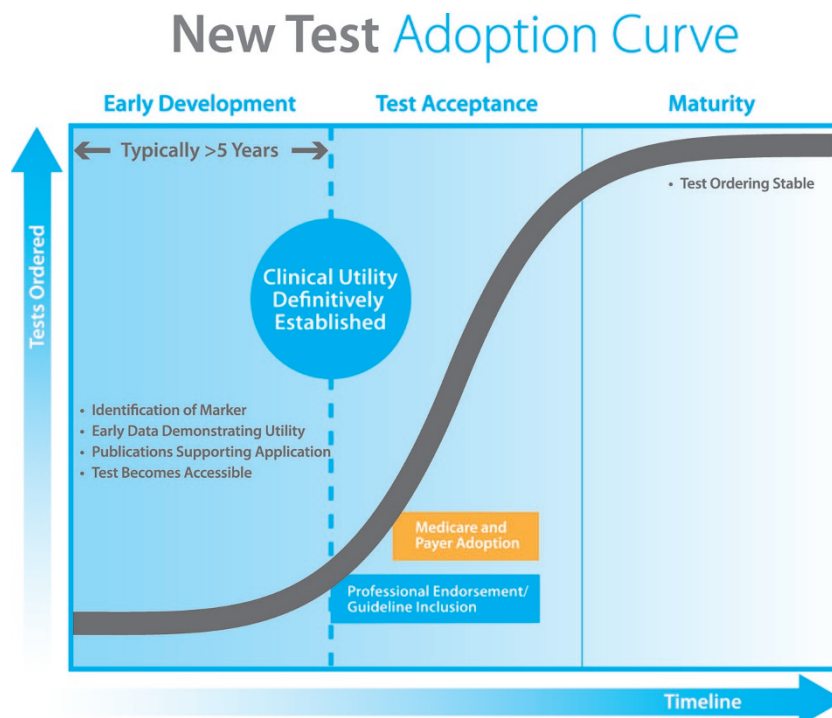 New Test Adoption Curve
Early Development
Test Acceptance
Maturity
Typically >5 Years
• Test Ordering Stable
Clinical Utility
Definitively
Established
Tests Ordered
• Identification of Marker
• Early Data Demonstrating Utility
• Publications Supporting Application
• Test Becomes Accessible
Medicare and
Payer Adoption
Professional Endorsement/
Guideline Inclusion
Timeline